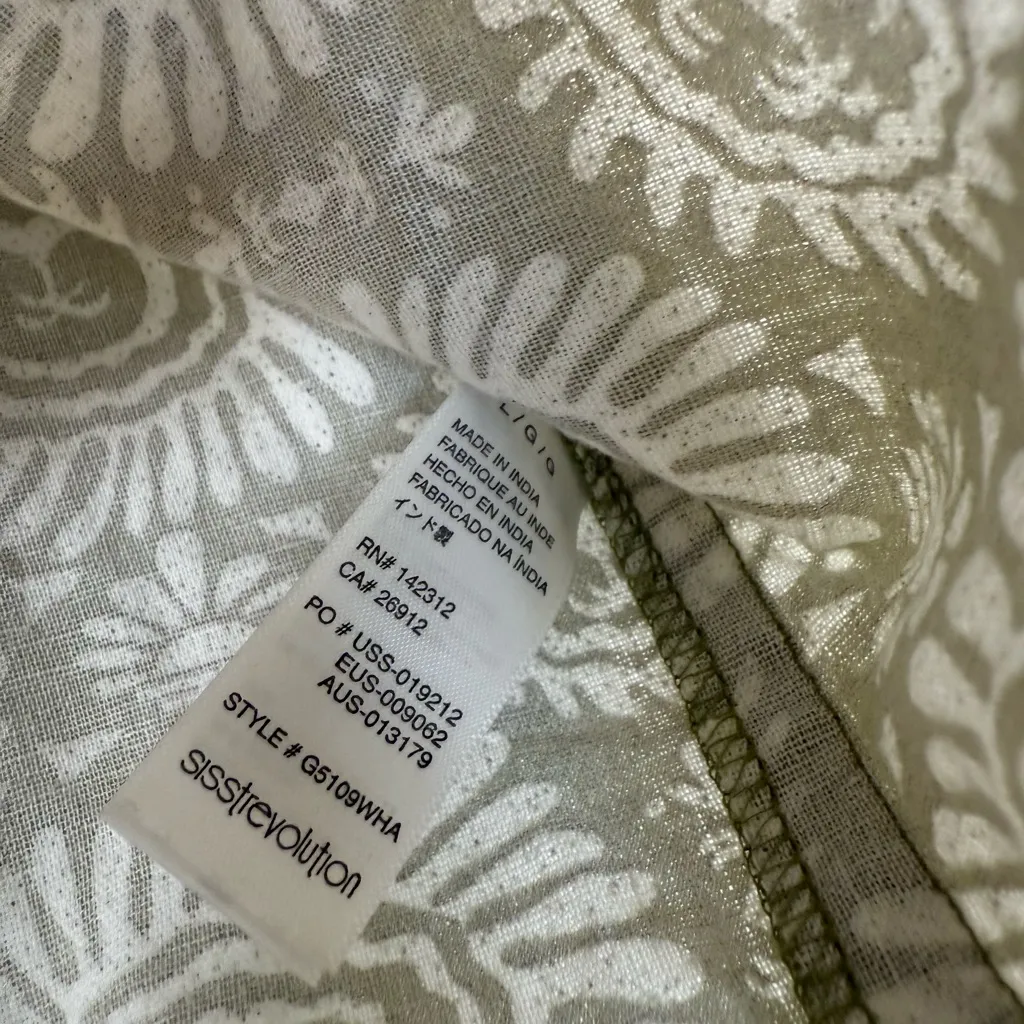 L/G/G
MADE IN INDIA
FABRIQUE AU INDE
HECHO EN INDIA
FABRICADO NA ÍNDIA
インド製
RN# 142312
CA# 26912
PO # USS-019212
EUS-009062
AUS-013179
STYLE # G5109WHA
sisstrevolution